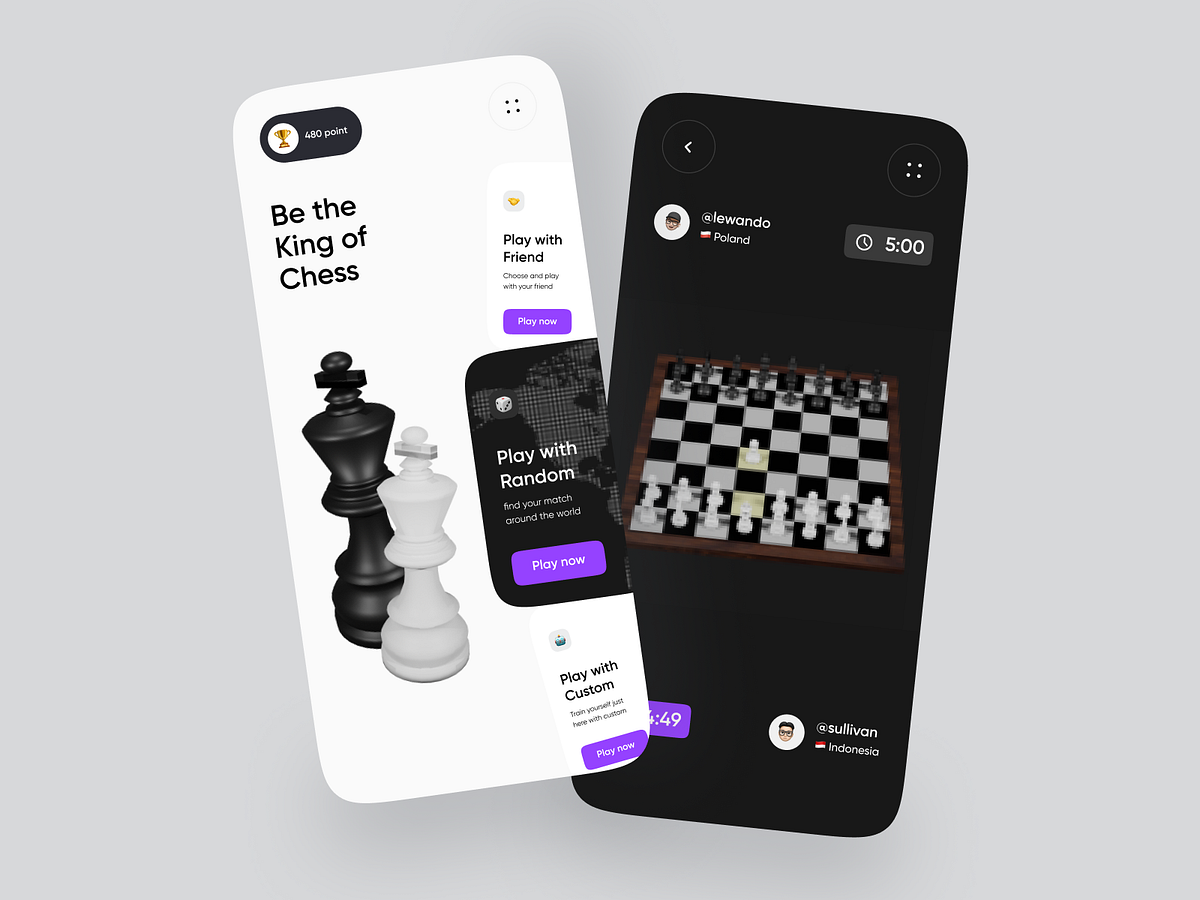 480 point
Be the
King of
Chess
Play with
Friend
Choose and play
with your friend
Play now
Play with
Random
find your match
around the world
Play now
Play with
Custom
Train yourself just
here with custom
Play now
@lewando
Poland
5:00
4:49
@sullivan
Indonesia